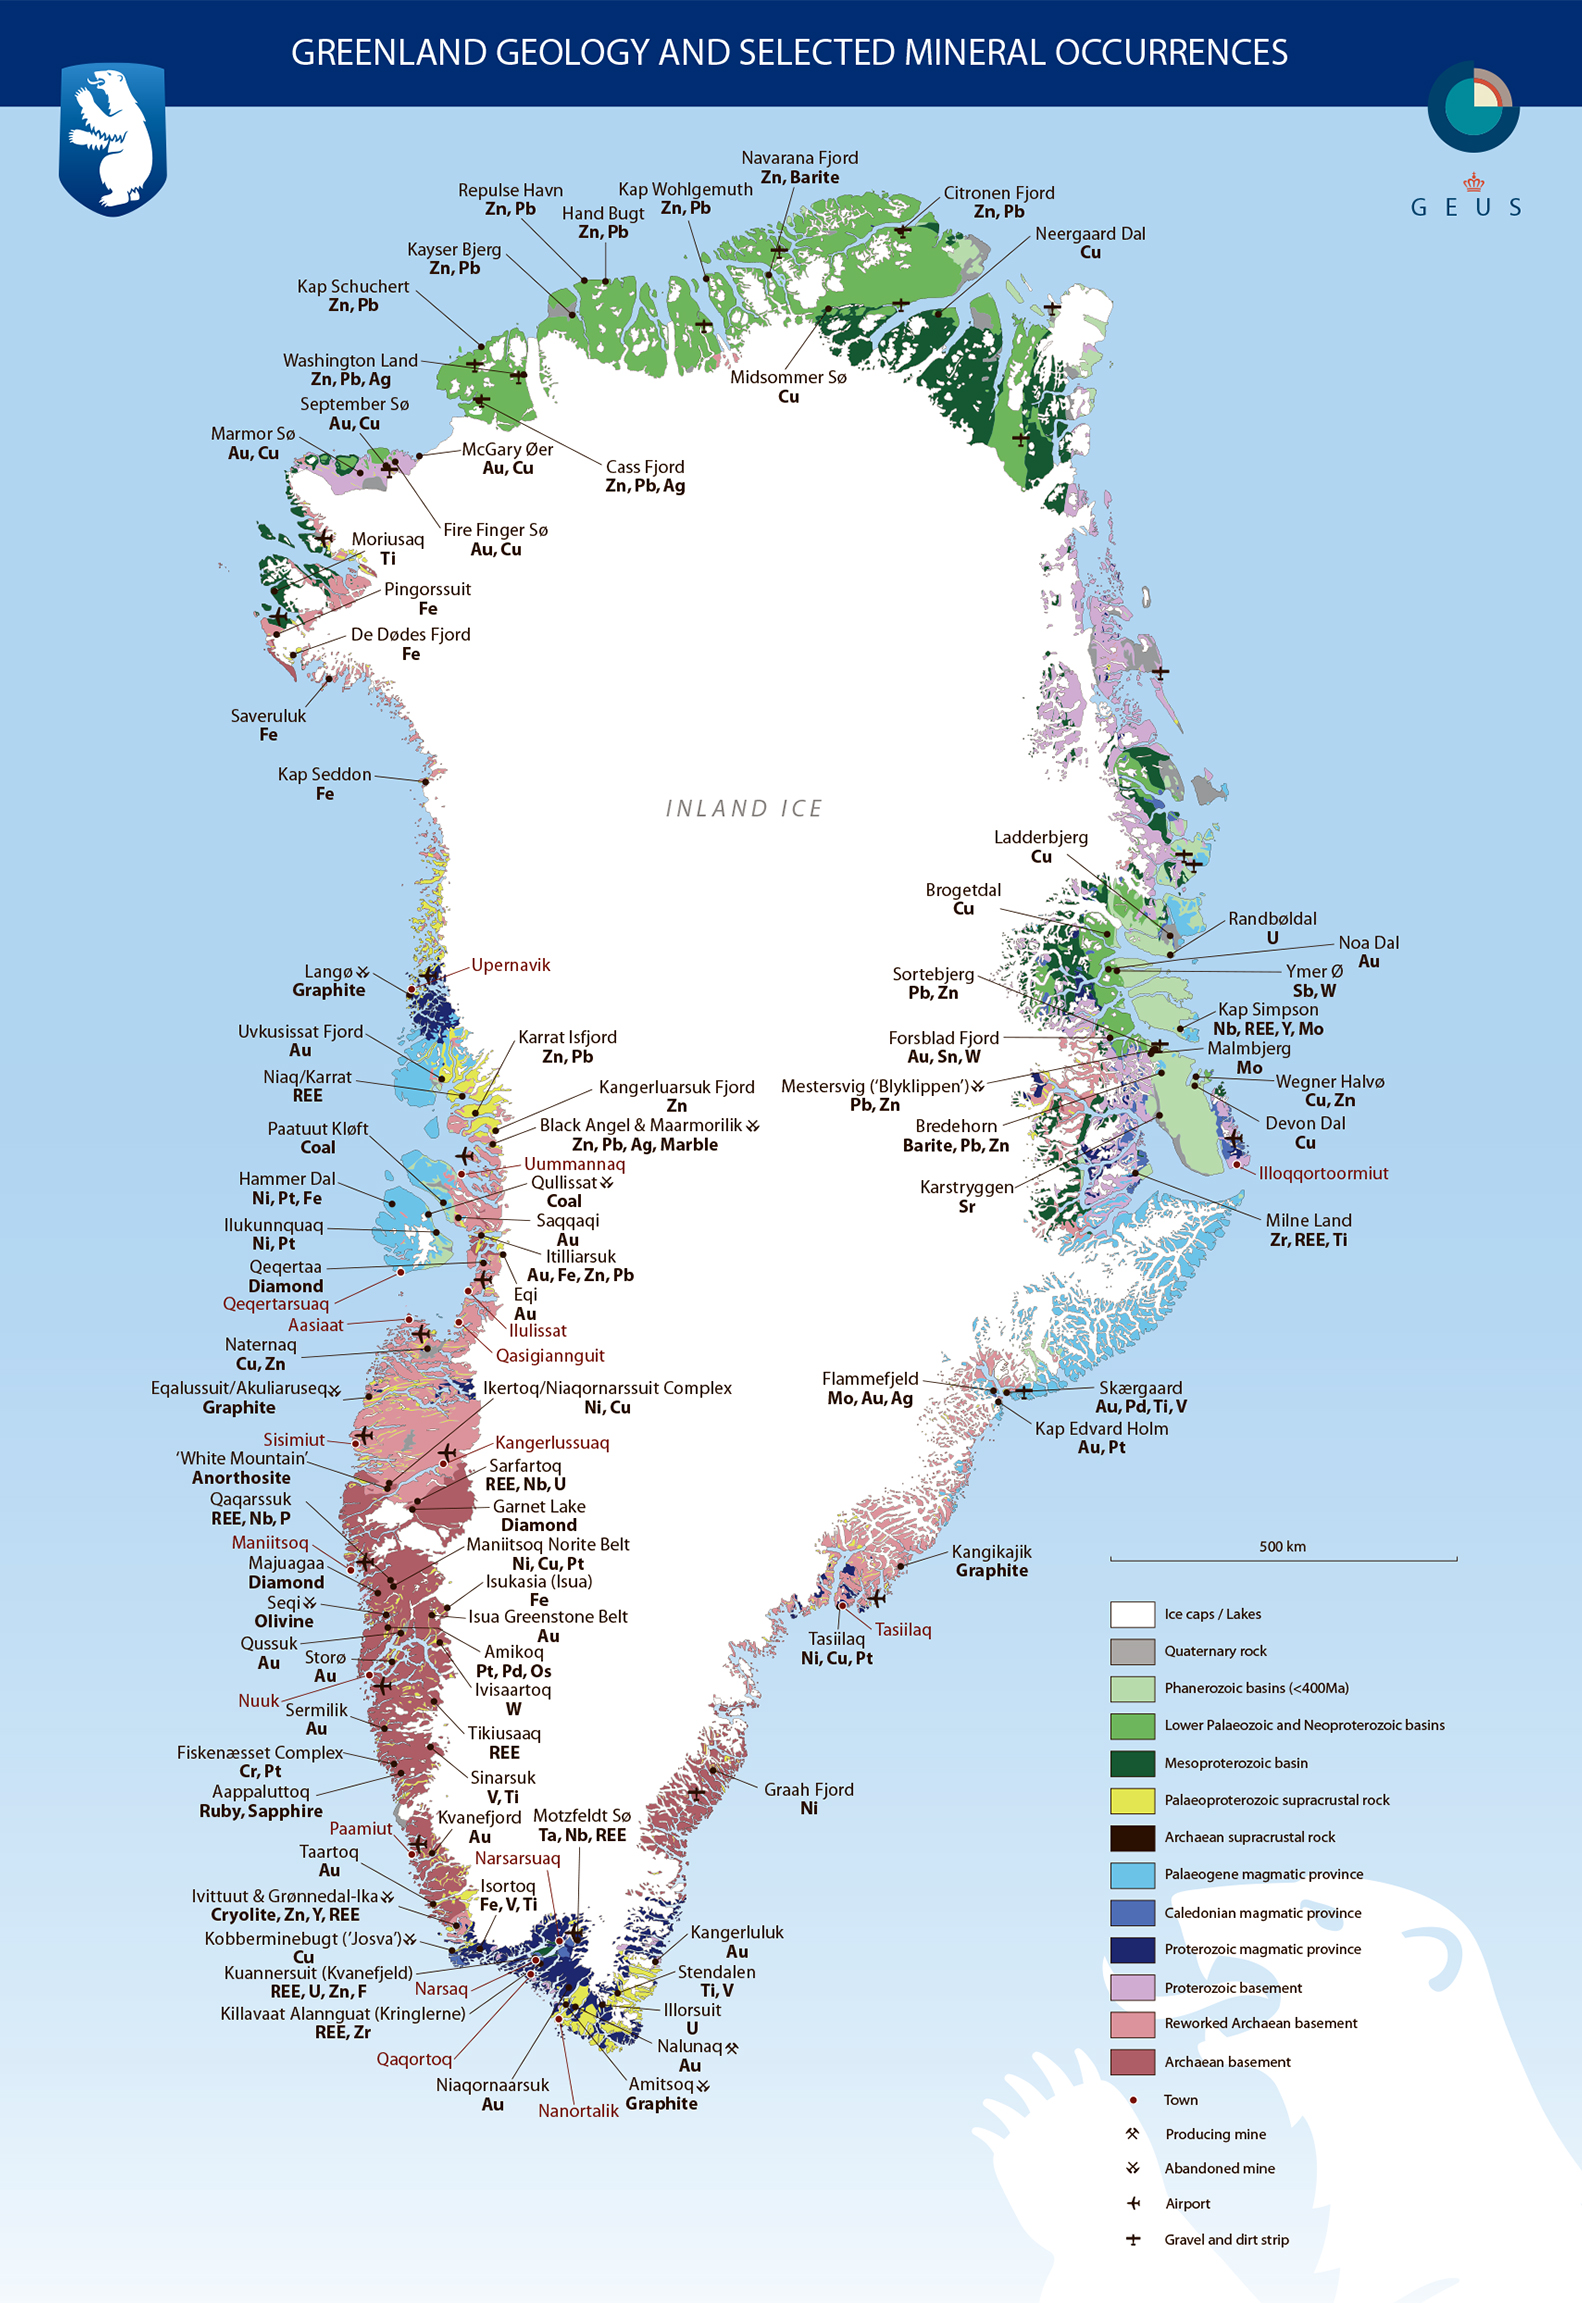 GREENLAND GEOLOGY AND SELECTED MINERAL OCCURRENCES
G E U S
Navarana Fjord
Zn, Barite
Repulse Havn
Zn, Pb
Kap Wohlgemuth
Zn, Pb
Citronen Fjord
Zn, Pb
Hand Bugt
Zn, Pb
Neergaard Dal
Cu
Kayser Bjerg
Zn, Pb
Kap Schuchert
Zn, Pb
Washington Land
Zn, Pb, Ag
Midsommer Sø
Cu
September Sø
Au, Cu
Marmor Sø
Au, Cu
McGary Øer
Au, Cu
Cass Fjord
Zn, Pb, Ag
Fire Finger Sø
Au, Cu
Moriusaq
Ti
Pingorssuit
Fe
De Dødes Fjord
Fe
Saveruluk
Fe
Kap Seddon
Fe
INLAND ICE
Ladderbjerg
Cu
Brogetdal
Cu
Randbøldal
U
Noa Dal
Au
Ymer Ø
Sb, W
Sortebjerg
Pb, Zn
Kap Simpson
Nb, REE, Y, Mo
Forsblad Fjord
Au, Sn, W
Malmbjerg
Mo
Mestersvig (‘Blyklippen’)
Pb, Zn
Wegner Halvø
Cu, Zn
Bredehorn
Barite, Pb, Zn
Devon Dal
Cu
Illoqqortoormiut
Karstryggen
Sr
Milne Land
Zr, REE, Ti
Langø
Graphite
Upernavik
Uvkusissat Fjord
Au
Karrat Isfjord
Zn, Pb
Niaq/Karrat
REE
Kangerluarsuk Fjord
Zn
Paatuut Kløft
Coal
Black Angel & Maarmorilik
Zn, Pb, Ag, Marble
Uummannaq
Hammer Dal
Ni, Pt, Fe
Qullissat
Coal
Ilukunnquaq
Ni, Pt
Saqqaqi
Au
Itilliarsuk
Au, Fe, Zn, Pb
Qeqertaa
Diamond
Eqi
Au
Qeqertarsuaq
Aasiaat
Ilulissat
Naternaq
Cu, Zn
Qasigiannguit
Eqalussuit/Akuliaruseq
Graphite
Ikertoq/Niaqornarssuit Complex
Ni, Cu
Flammefjeld
Mo, Au, Ag
Skærgaard
Au, Pd, Ti, V
Kap Edvard Holm
Au, Pt
Sisimiut
Kangerlussuaq
‘White Mountain’
Anorthosite
Sarfartoq
REE, Nb, U
Qaqarssuk
REE, Nb, P
Garnet Lake
Diamond
Maniitsoq
Maniitsoq Norite Belt
Ni, Cu, Pt
Majuagaa
Diamond
Isukasia (Isua)
Fe
Kangikajik
Graphite
Seqi
Olivine
Isua Greenstone Belt
Au
Qussuk
Au
Amikoq
Pt, Pd, Os
Storø
Au
Tasiilaq
Ni, Cu, Pt
Tasiilaq
Ivisaartoq
W
Nuuk
Sermilik
Au
Tikiusaaq
REE
Fiskenæsset Complex
Cr, Pt
Sinarsuk
V, Ti
Aappaluttoq
Ruby, Sapphire
Graah Fjord
Ni
Kvanefjord
Au
Motzfeldt Sø
Ta, Nb, REE
Paamiut
Taartoq
Au
Narsarsuaq
Isortoq
Fe, V, Ti
Ivittuut & Grønnedal-Ika
Cryolite, Zn, Y, REE
Kobberminebugt (‘Josva’)
Cu
Kangerluluk
Au
Kuannersuit (Kvanefjeld)
REE, U, Zn, F
Narsaq
Stendalen
Ti, V
Killavaat Alannguat (Kringlerne)
REE, Zr
Illorsuit
U
Qaqortoq
Nalunaq
Au
Niaqornaarsuk
Au
Amitsoq
Graphite
Nanortalik
500 km
Ice caps / Lakes
Quaternary rock
Phanerozoic basins (<400Ma)
Lower Palaeozoic and Neoproterozoic basins
Mesoproterozoic basin
Palaeoproterozoic supracrustal rock
Archaean supracrustal rock
Palaeogene magmatic province
Caledonian magmatic province
Proterozoic magmatic province
Proterozoic basement
Reworked Archaean basement
Archaean basement
Town
Producing mine
Abandoned mine
Airport
Gravel and dirt strip